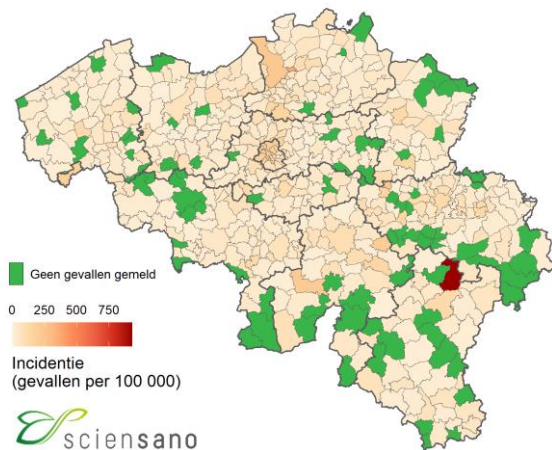 Geen gevallen gemeld
0 250 500 750
Incidentie
(gevallen per 100 000)
sciensano